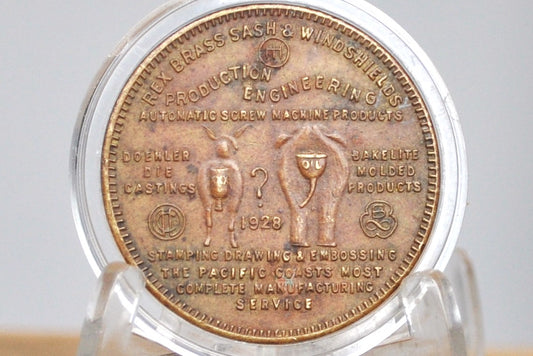 REX BRASS SASH & WINDSHIELDS
PRODUCTION
ENGINEERING
AUTOMATIC SCREW MACHINE PRODUCTS
DOEHLER
DIE
CASTINGS
?
1928
BAKELITE
MOLDED
PRODUCTS
STAMPING DRAWING & EMBOSSING
THE PACIFIC COASTS MOST
COMPLETE MANUFACTURING
SERVICE